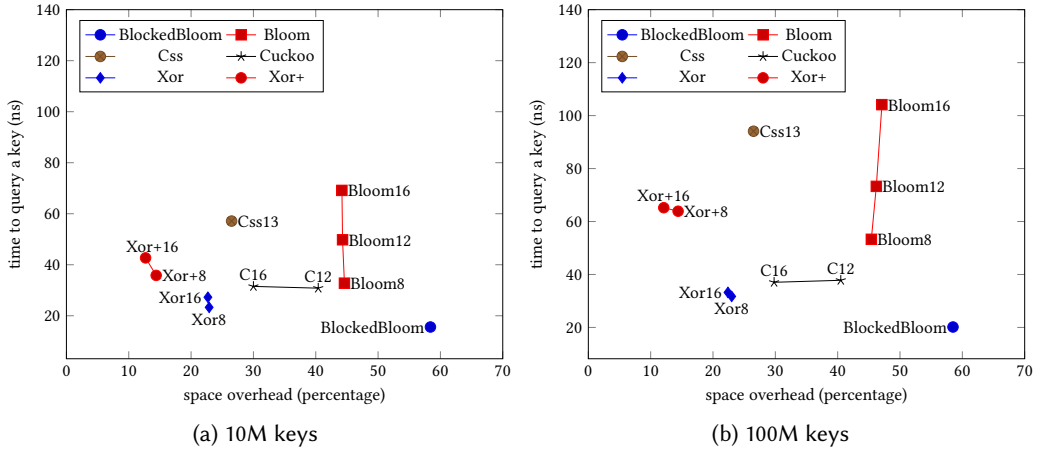 140
120
100
80
60
40
20
time to query a key (ns)
BlockedBloom Bloom
Css Cuckoo
Xor Xor+
Bloom16
Css13
Bloom12
Xor+16
Xor+8
C16 C12
Bloom8
Xor16
Xor8
BlockedBloom
0 10 20 30 40 50 60 70
space overhead (percentage)
(a) 10M keys
140
120
100
80
60
40
20
time to query a key (ns)
BlockedBloom Bloom
Css Cuckoo
Xor Xor+
Bloom16
Css13
Bloom12
Xor+16
Xor+8
Bloom8
C16 C12
Xor16
Xor8
BlockedBloom
0 10 20 30 40 50 60 70
space overhead (percentage)
(b) 100M keys